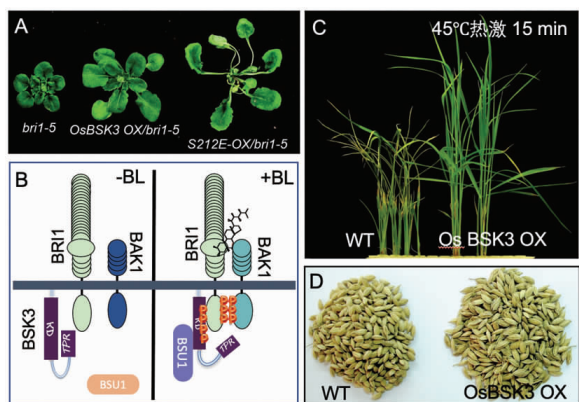 A
bri1-5
OsBSK3 OX/bri1-5
S212E-OX/bri1-5
B
-BL
+BL
BRI1
BAK1
BRI1
BAK1
BSK3
KD
TPR
BSU1
KD
TPR
BSU1
C
45℃热激 15 min
WT
Os BSK3 OX
D
WT
OsBSK3 OX